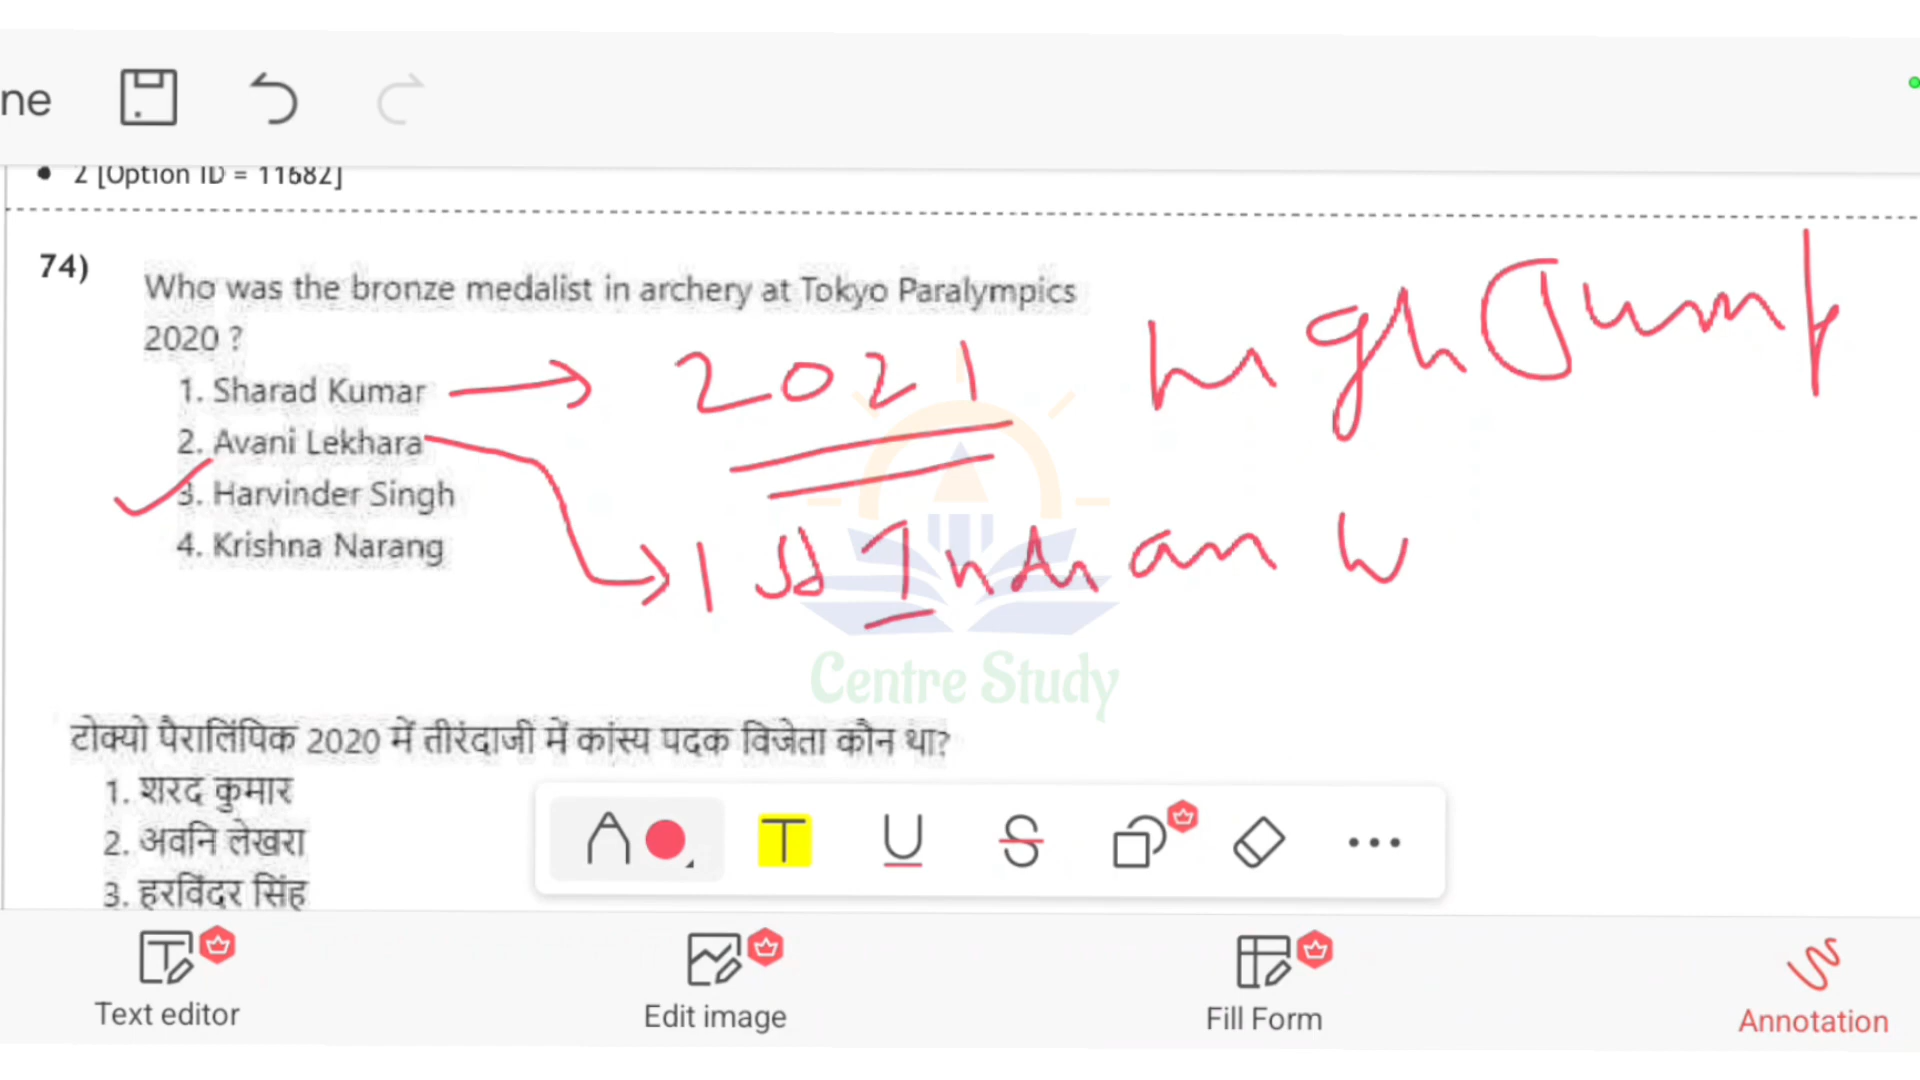 ne
2 [Option ID = 11682]
74)
Who was the bronze medalist in archery at Tokyo Paralympics
2020 ?
1. Sharad Kumar
2021 high Jump
2. Avani Lekhara
3. Harvinder Singh
4. Krishna Narang
1 Indian W
Centre Study
टोक्यो पैरालिंपिक 2020 में तीरंदाजी में कांस्य पदक विजेता कौन था?
1. शरद कुमार
2. अवनि लेखरा
3. हरविंदर सिंह
Text editor
Edit image
Fill Form
Annotation